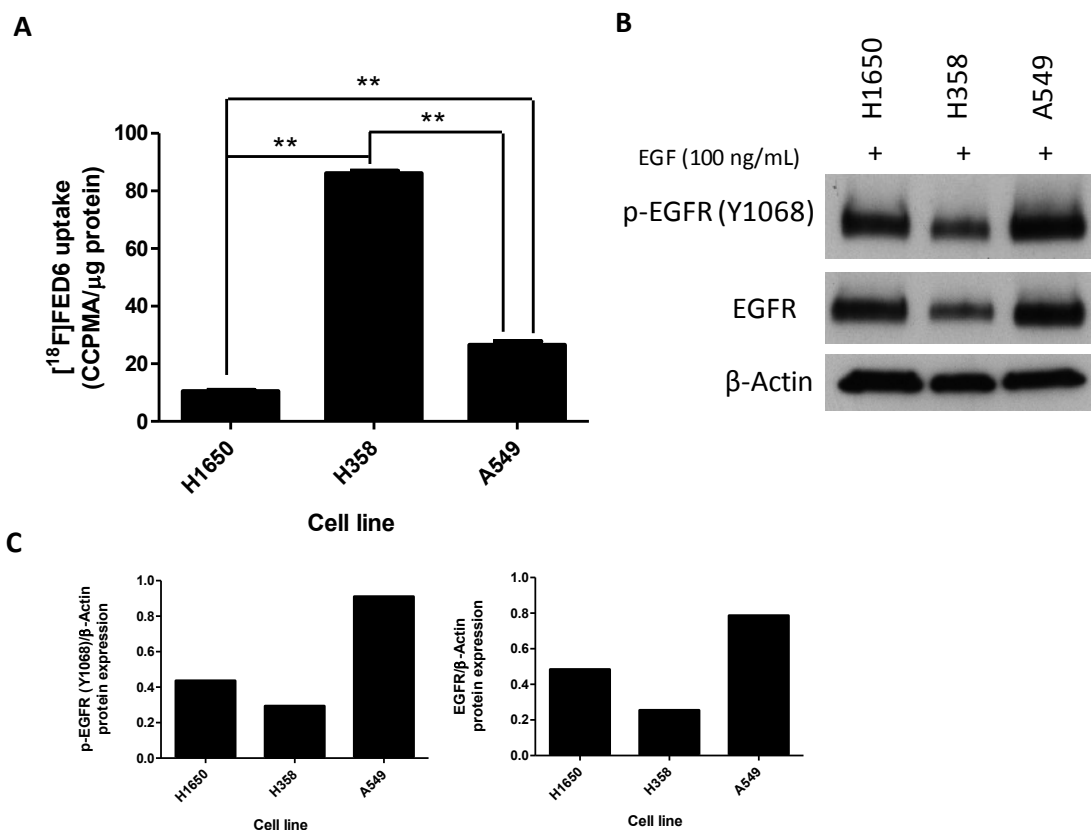 A
**
**
**
[¹⁸F]FED6 uptake
(CCPMA/µg protein)
100
80
60
40
20
0
H1650
H358
A549
Cell line
B
H1650
H358
A549
EGF (100 ng/mL)
+
+
+
p-EGFR (Y1068)
EGFR
β-Actin
C
p-EGFR (Y1068)/β-Actin
protein expression
1.0
0.8
0.6
0.4
0.2
0.0
H1650
H358
A549
Cell line
EGFR/β-Actin
protein expression
1.0
0.8
0.6
0.4
0.2
0.0
H1650
H358
A549
Cell line